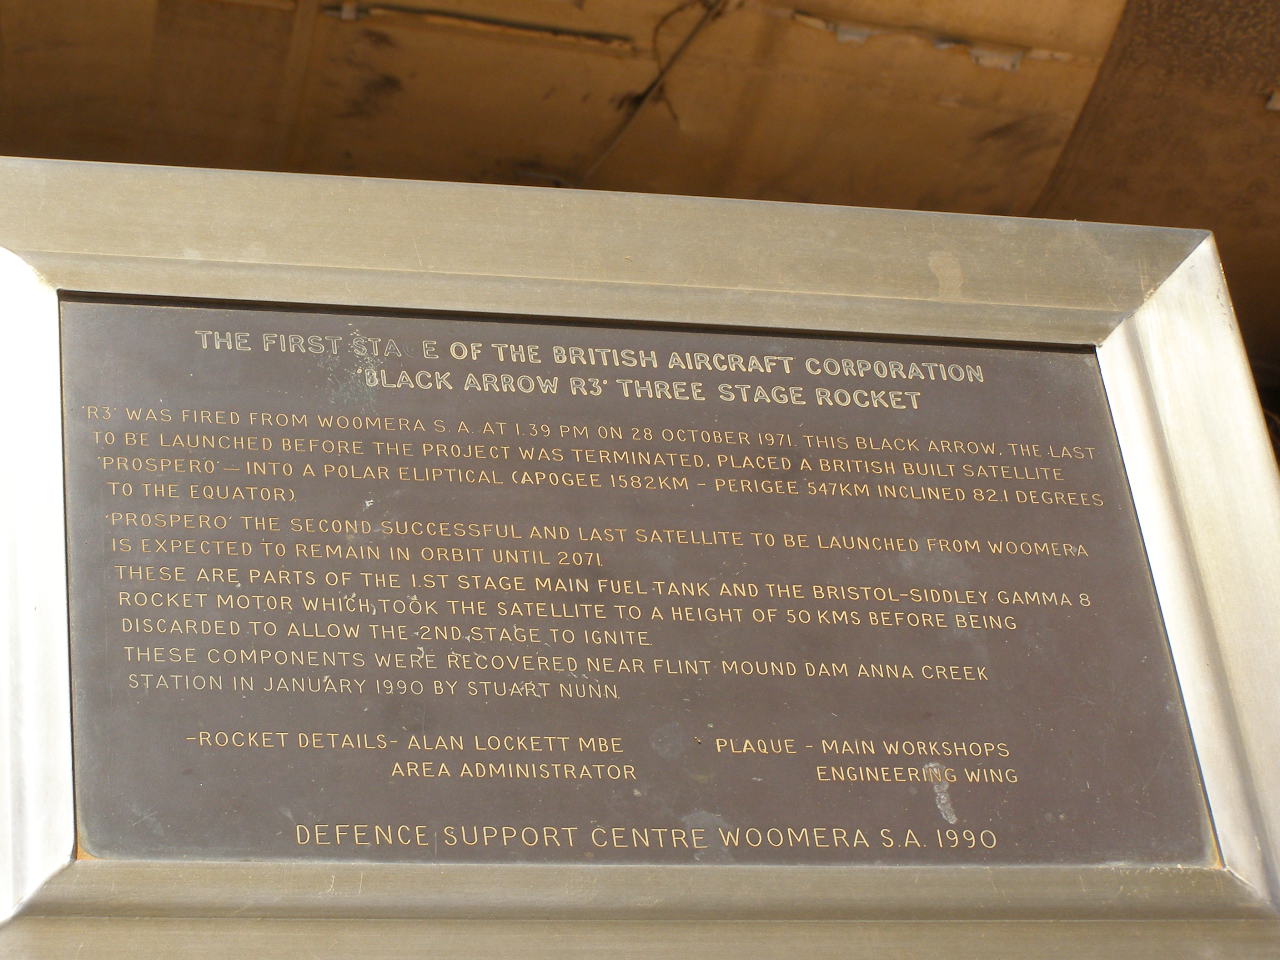 THE FIRST STA E OF THE BRITISH AIRCRAFT CORPORATION
'BLACK ARROW R3' THREE STAGE ROCKET
'R3' WAS FIRED FROM WOOMERA S.A. AT 1.39 PM ON 28 OCTOBER 1971. THIS BLACK ARROW, THE LAST
TO BE LAUNCHED BEFORE THE PROJECT WAS TERMINATED, PLACED A BRITISH BUILT SATELLITE
'PROSPERO' – INTO A POLAR ELIPTICAL (APOGEE 1582KM – PERIGEE 547KM INCLINED 82.1 DEGREES
TO THE EQUATOR).
'PROSPERO' THE SECOND SUCCESSFUL AND LAST SATELLITE TO BE LAUNCHED FROM WOOMERA
IS EXPECTED TO REMAIN IN ORBIT UNTIL 2071.
THESE ARE PARTS OF THE 1.ST STAGE MAIN FUEL TANK AND THE BRISTOL-SIDDLEY GAMMA 8
ROCKET MOTOR WHICH TOOK THE SATELLITE TO A HEIGHT OF 50 KMS BEFORE BEING
DISCARDED TO ALLOW THE 2ND STAGE TO IGNITE.
THESE COMPONENTS WERE RECOVERED NEAR FLINT MOUND DAM ANNA CREEK
STATION IN JANUARY 1990 BY STUART NUNN.
-ROCKET DETAILS- ALAN LOCKETT MBE
AREA ADMINISTRATOR
PLAQUE - MAIN WORKSHOPS
ENGINEERING WING
DEFENCE SUPPORT CENTRE WOOMERA S.A. 1990